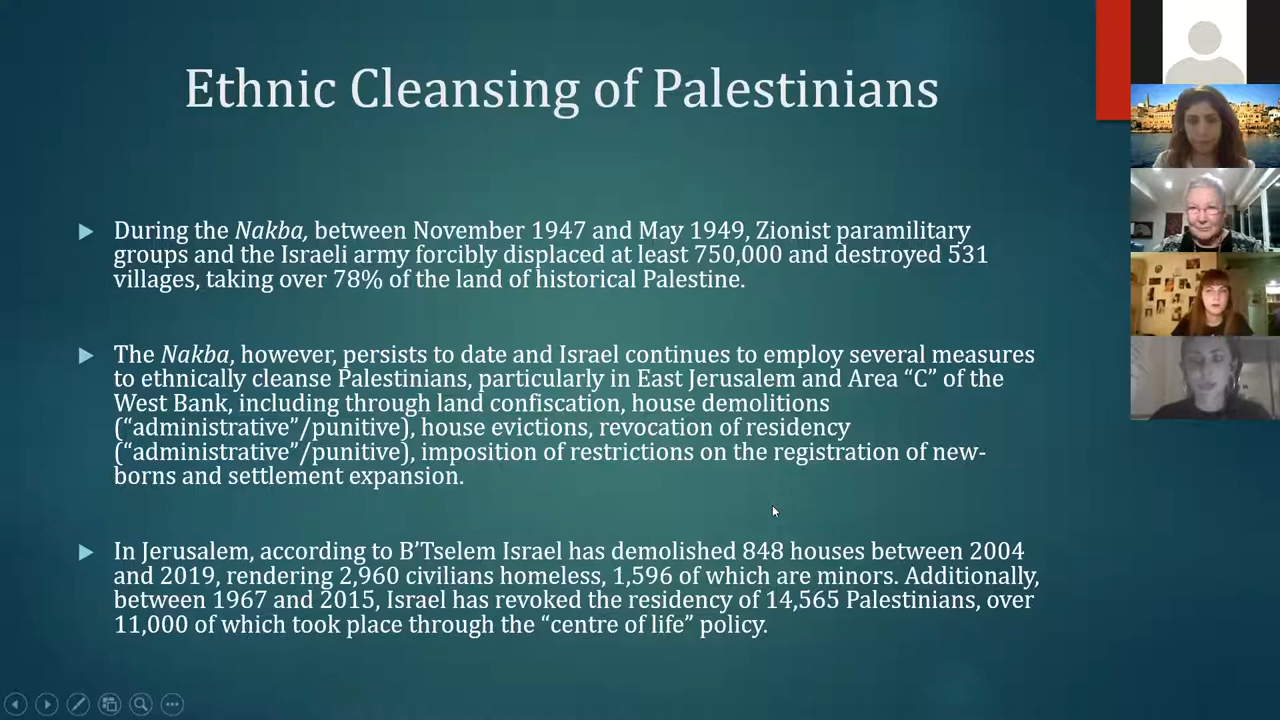 Ethnic Cleansing of Palestinians
During the Nakba, between November 1947 and May 1949, Zionist paramilitary
groups and the Israeli army forcibly displaced at least 750,000 and destroyed 531
villages, taking over 78% of the land of historical Palestine.
The Nakba, however, persists to date and Israel continues to employ several measures
to ethnically cleanse Palestinians, particularly in East Jerusalem and Area “C” of the
West Bank, including through land confiscation, house demolitions
(“administrative”/punitive), house evictions, revocation of residency
(“administrative”/punitive), imposition of restrictions on the registration of new-
borns and settlement expansion.
In Jerusalem, according to B’Tselem Israel has demolished 848 houses between 2004
and 2019, rendering 2,960 civilians homeless, 1,596 of which are minors. Additionally,
between 1967 and 2015, Israel has revoked the residency of 14,565 Palestinians, over
11,000 of which took place through the “centre of life” policy.